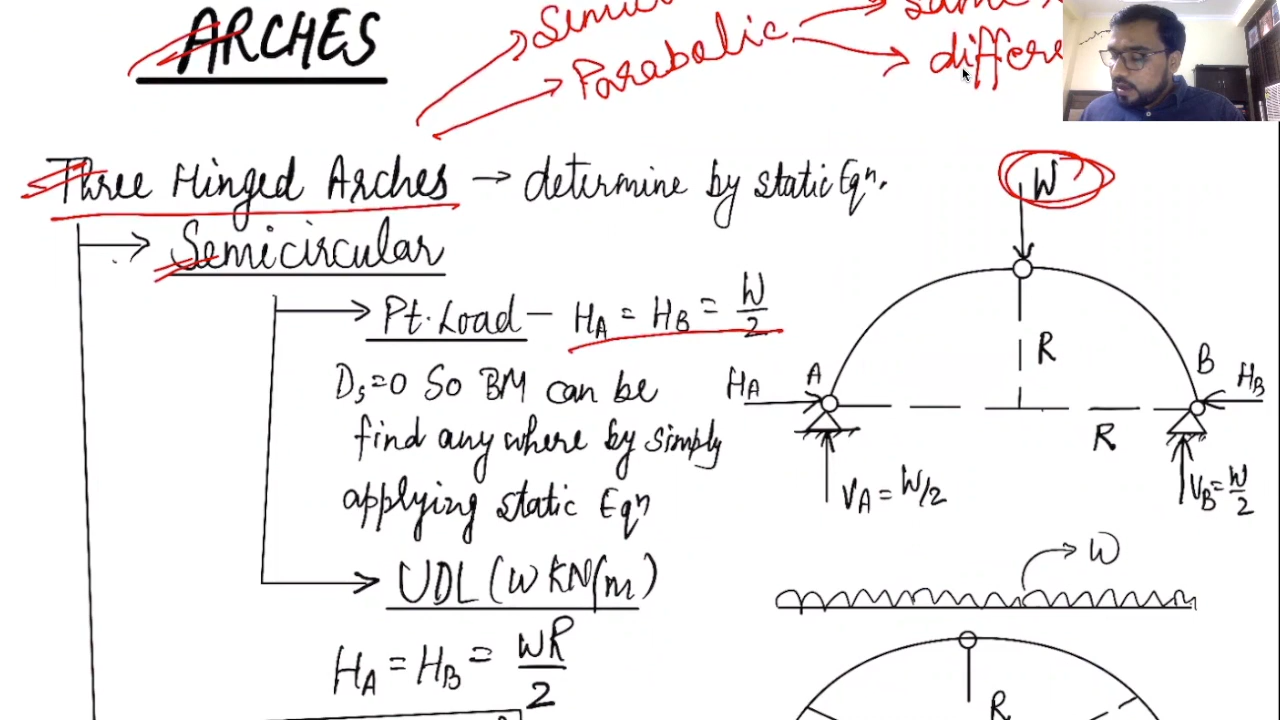 ARCHES
Parabolic
Three Hinged Arches → determine by static Eqn.
Semicircular
Pt. Load - HA = HB = W/2
Ds=0 So BM can be
find any where by simply
applying static Eqn
UDL (W KN/m)
HA = HB = WR/2
W
R
R
A
B
HA
HB
VA = W/2
VB = W/2
W
R